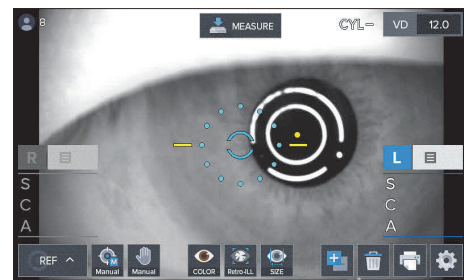 8
MEASURE
CYL−
VD 12.0
R
L
S
C
A
S
C
A
REF
Manual
Manual
COLOR
Retro-ILL
SIZE